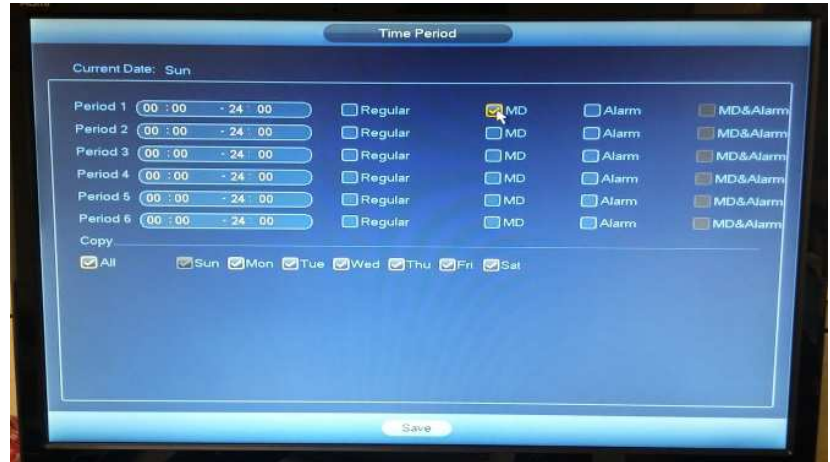 Time Period
Current Date: Sun
Period 1 00 : 00 - 24 : 00 Regular MD Alarm MD&Alarm
Period 2 00 : 00 - 24 : 00 Regular MD Alarm MD&Alarm
Period 3 00 : 00 - 24 : 00 Regular MD Alarm MD&Alarm
Period 4 00 : 00 - 24 : 00 Regular MD Alarm MD&Alarm
Period 5 00 : 00 - 24 : 00 Regular MD Alarm MD&Alarm
Period 6 00 : 00 - 24 : 00 Regular MD Alarm MD&Alarm
Copy
All Sun Mon Tue Wed Thu Fri Sat
Save